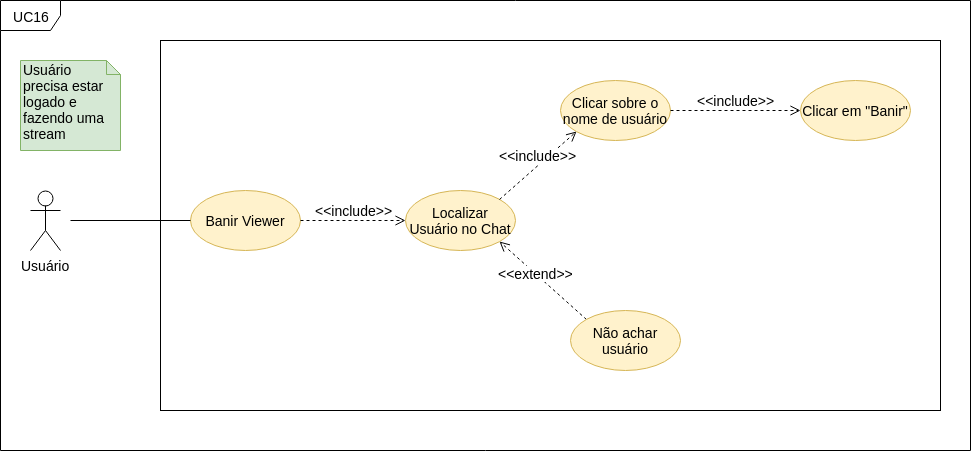 UC16
Usuário
precisa estar
logado e
fazendo uma
stream
Clicar sobre o
nome de usuário
<<include>>
Clicar em "Banir"
<<include>>
Banir Viewer
<<include>>
Localizar
Usuário no Chat
Usuário
<<extend>>
Não achar
usuário